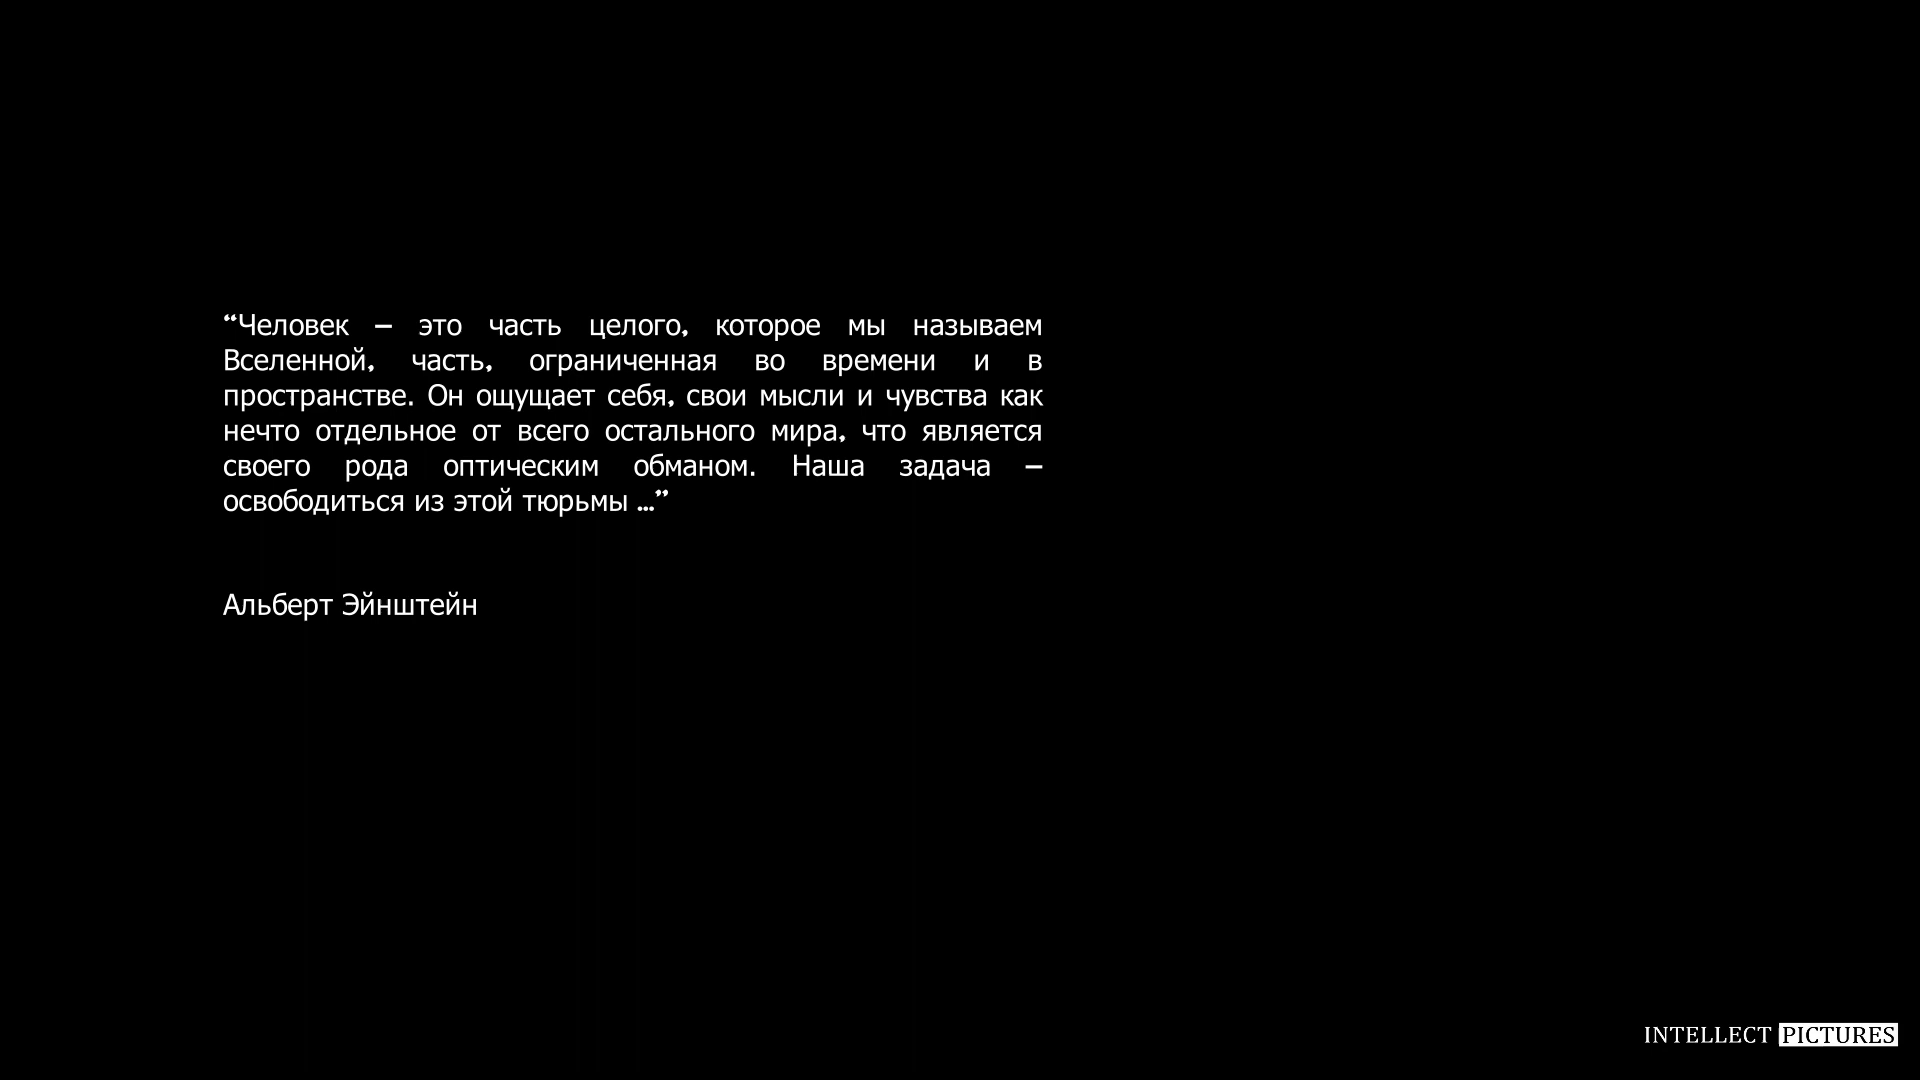 “Человек – это часть целого, которое мы называем
Вселенной, часть, ограниченная во времени и в
пространстве. Он ощущает себя, свои мысли и чувства как
нечто отдельное от всего остального мира, что является
своего рода оптическим обманом. Наша задача –
освободиться из этой тюрьмы ...”
Альберт Эйнштейн
INTELLECT PICTURES